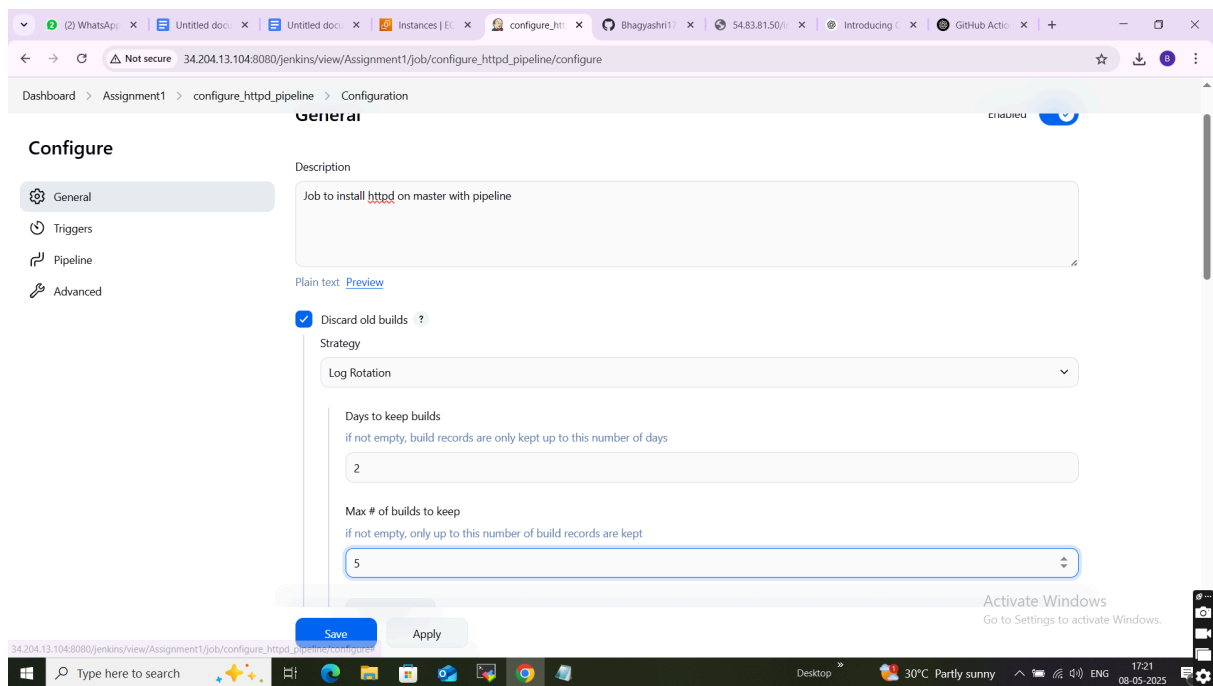 (2) WhatsApp
Untitled docu
Untitled docu
Instances | EC
configure_htt
Bhagyashri17
54.83.81.50/i
Introducing C
GitHub Actio
Not secure 34.204.13.104:8080/jenkins/view/Assignment1/job/configure_httpd_pipeline/configure
B
Dashboard > Assignment1 > configure_httpd_pipeline > Configuration
General
Enabled
Configure
General
Triggers
Pipeline
Advanced
Description
Job to install httpd on master with pipeline
Plain text Preview
Discard old builds ?
Strategy
Log Rotation
Days to keep builds
if not empty, build records are only kept up to this number of days
2
Max # of builds to keep
if not empty, only up to this number of build records are kept
5
Save
Apply
Activate Windows
Go to Settings to activate Windows.
34.204.13.104:8080/jenkins/view/Assignment1/job/configure_httpd_pipeline/configure#
Type here to search
Desktop »
30°C Partly sunny
ENG
17:21
08-05-2025